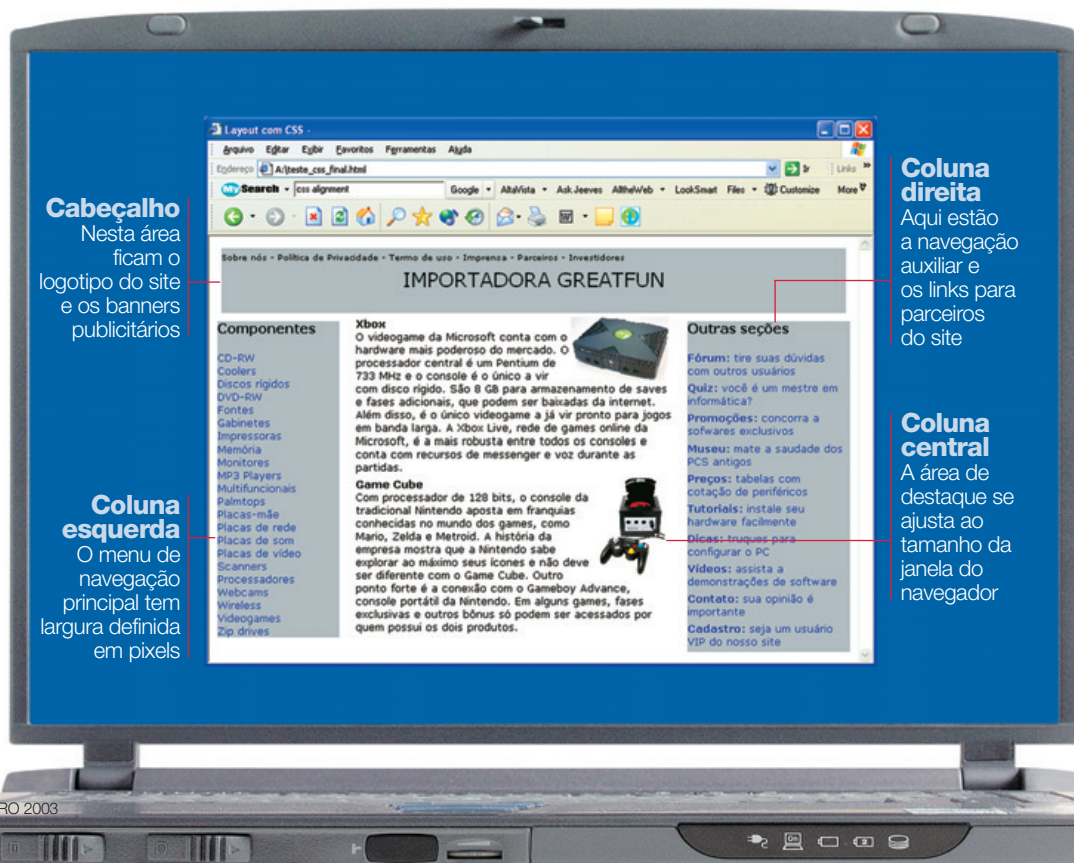 Layout com CSS -
Arquivo Editar Exibir Favoritos Ferramentas Ajuda
Endereço A:\teste_css_final.html Ir Links »
My Search css alignment Google AltaVista Ask Jeeves AlltheWeb LookSmart Files Customize More
Sobre nós - Política de Privacidade - Termo de uso - Imprensa - Parceiros - Investidores
IMPORTADORA GREATFUN
Cabeçalho
Nesta área
ficam o
logotipo do site
e os banners
publicitários
Coluna
esquerda
O menu de
navegação
principal tem
largura definida
em pixels
Componentes
CD-RW
Coolers
Discos rígidos
DVD-RW
Fontes
Gabinetes
Impressoras
Memória
Monitores
MP3 Players
Multifuncionais
Palmtops
Placas-mãe
Placas de rede
Placas de som
Placas de vídeo
Scanners
Processadores
Webcams
Wireless
Videogames
Zip drives
Xbox
O videogame da Microsoft conta com o
hardware mais poderoso do mercado. O
processador central é um Pentium de
733 MHz e o console é o único a vir
com disco rígido. São 8 GB para armazenamento de saves
e fases adicionais, que podem ser baixadas da internet.
Além disso, é o único videogame a já vir pronto para jogos
em banda larga. A Xbox Live, rede de games online da
Microsoft, é a mais robusta entre todos os consoles e
conta com recursos de messenger e voz durante as
partidas.
Game Cube
Com processador de 128 bits, o console da
tradicional Nintendo aposta em franquias
conhecidas no mundo dos games, como
Mario, Zelda e Metroid. A história da
empresa mostra que a Nintendo sabe
explorar ao máximo seus ícones e não deve
ser diferente com o Game Cube. Outro
ponto forte é a conexão com o Gameboy Advance,
console portátil da Nintendo. Em alguns games, fases
exclusivas e outros bônus só podem ser acessados por
quem possui os dois produtos.
Outras seções
Fórum: tire suas dúvidas
com outros usuários
Quiz: você é um mestre em
informática?
Promoções: concorra a
sofwares exclusivos
Museu: mate a saudade dos
PCS antigos
Preços: tabelas com
cotação de periféricos
Tutoriais: instale seu
hardware facilmente
Dicas: truques para
configurar o PC
Vídeos: assista a
demonstrações de software
Contato: sua opinião é
importante
Cadastro: seja um usuário
VIP do nosso site
Coluna
direita
Aqui estão
a navegação
auxiliar e
os links para
parceiros
do site
Coluna
central
A área de
destaque se
ajusta ao
tamanho da
janela do
navegador
RO 2003